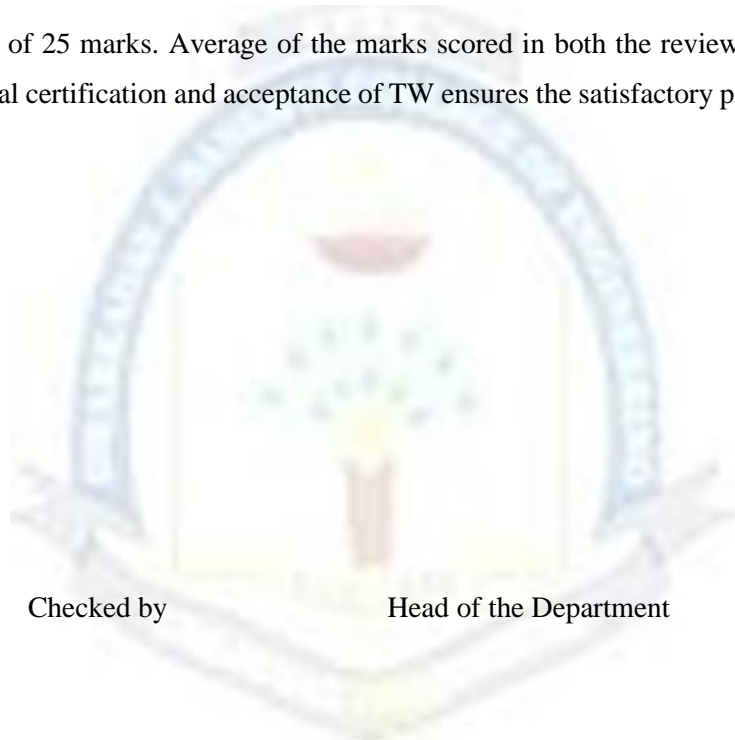 of 25 marks. Average of the marks scored in both the review
al certification and acceptance of TW ensures the satisfactory p
Checked by Head of the Department